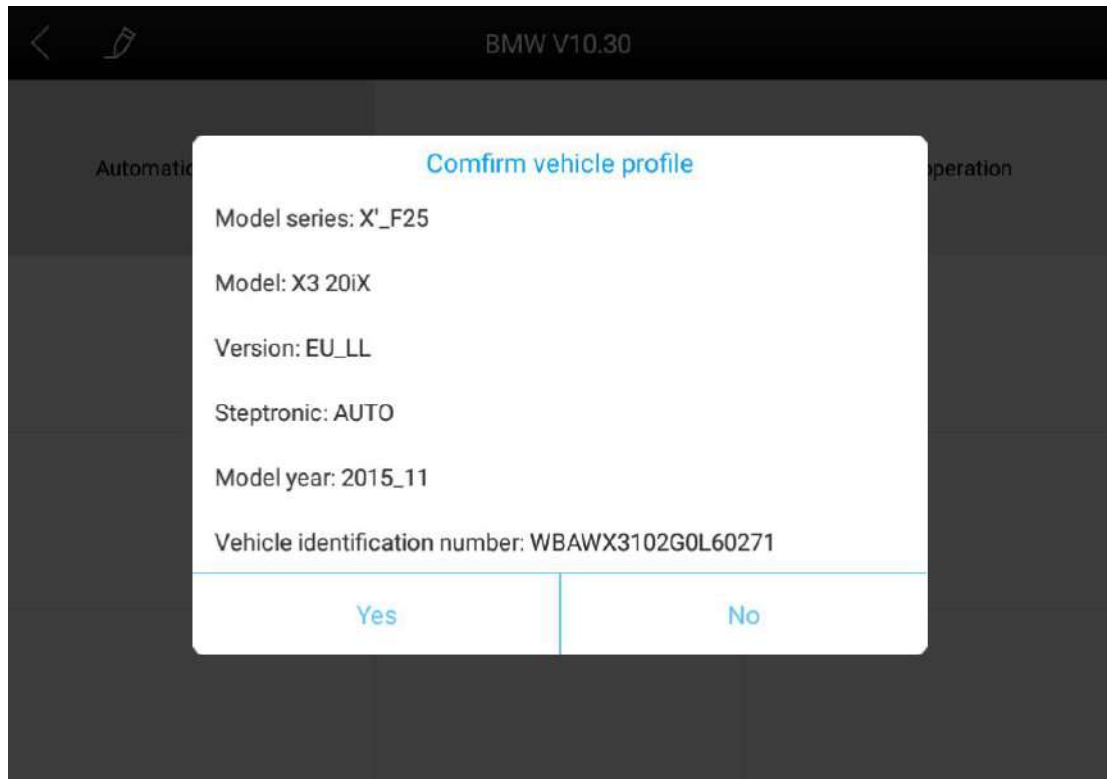 BMW V10.30
Automatic
Comfirm vehicle profile
operation
Model series: X'_F25
Model: X3 20iX
Version: EU_LL
Steptronic: AUTO
Model year: 2015_11
Vehicle identification number: WBAWX3102G0L60271
Yes
No